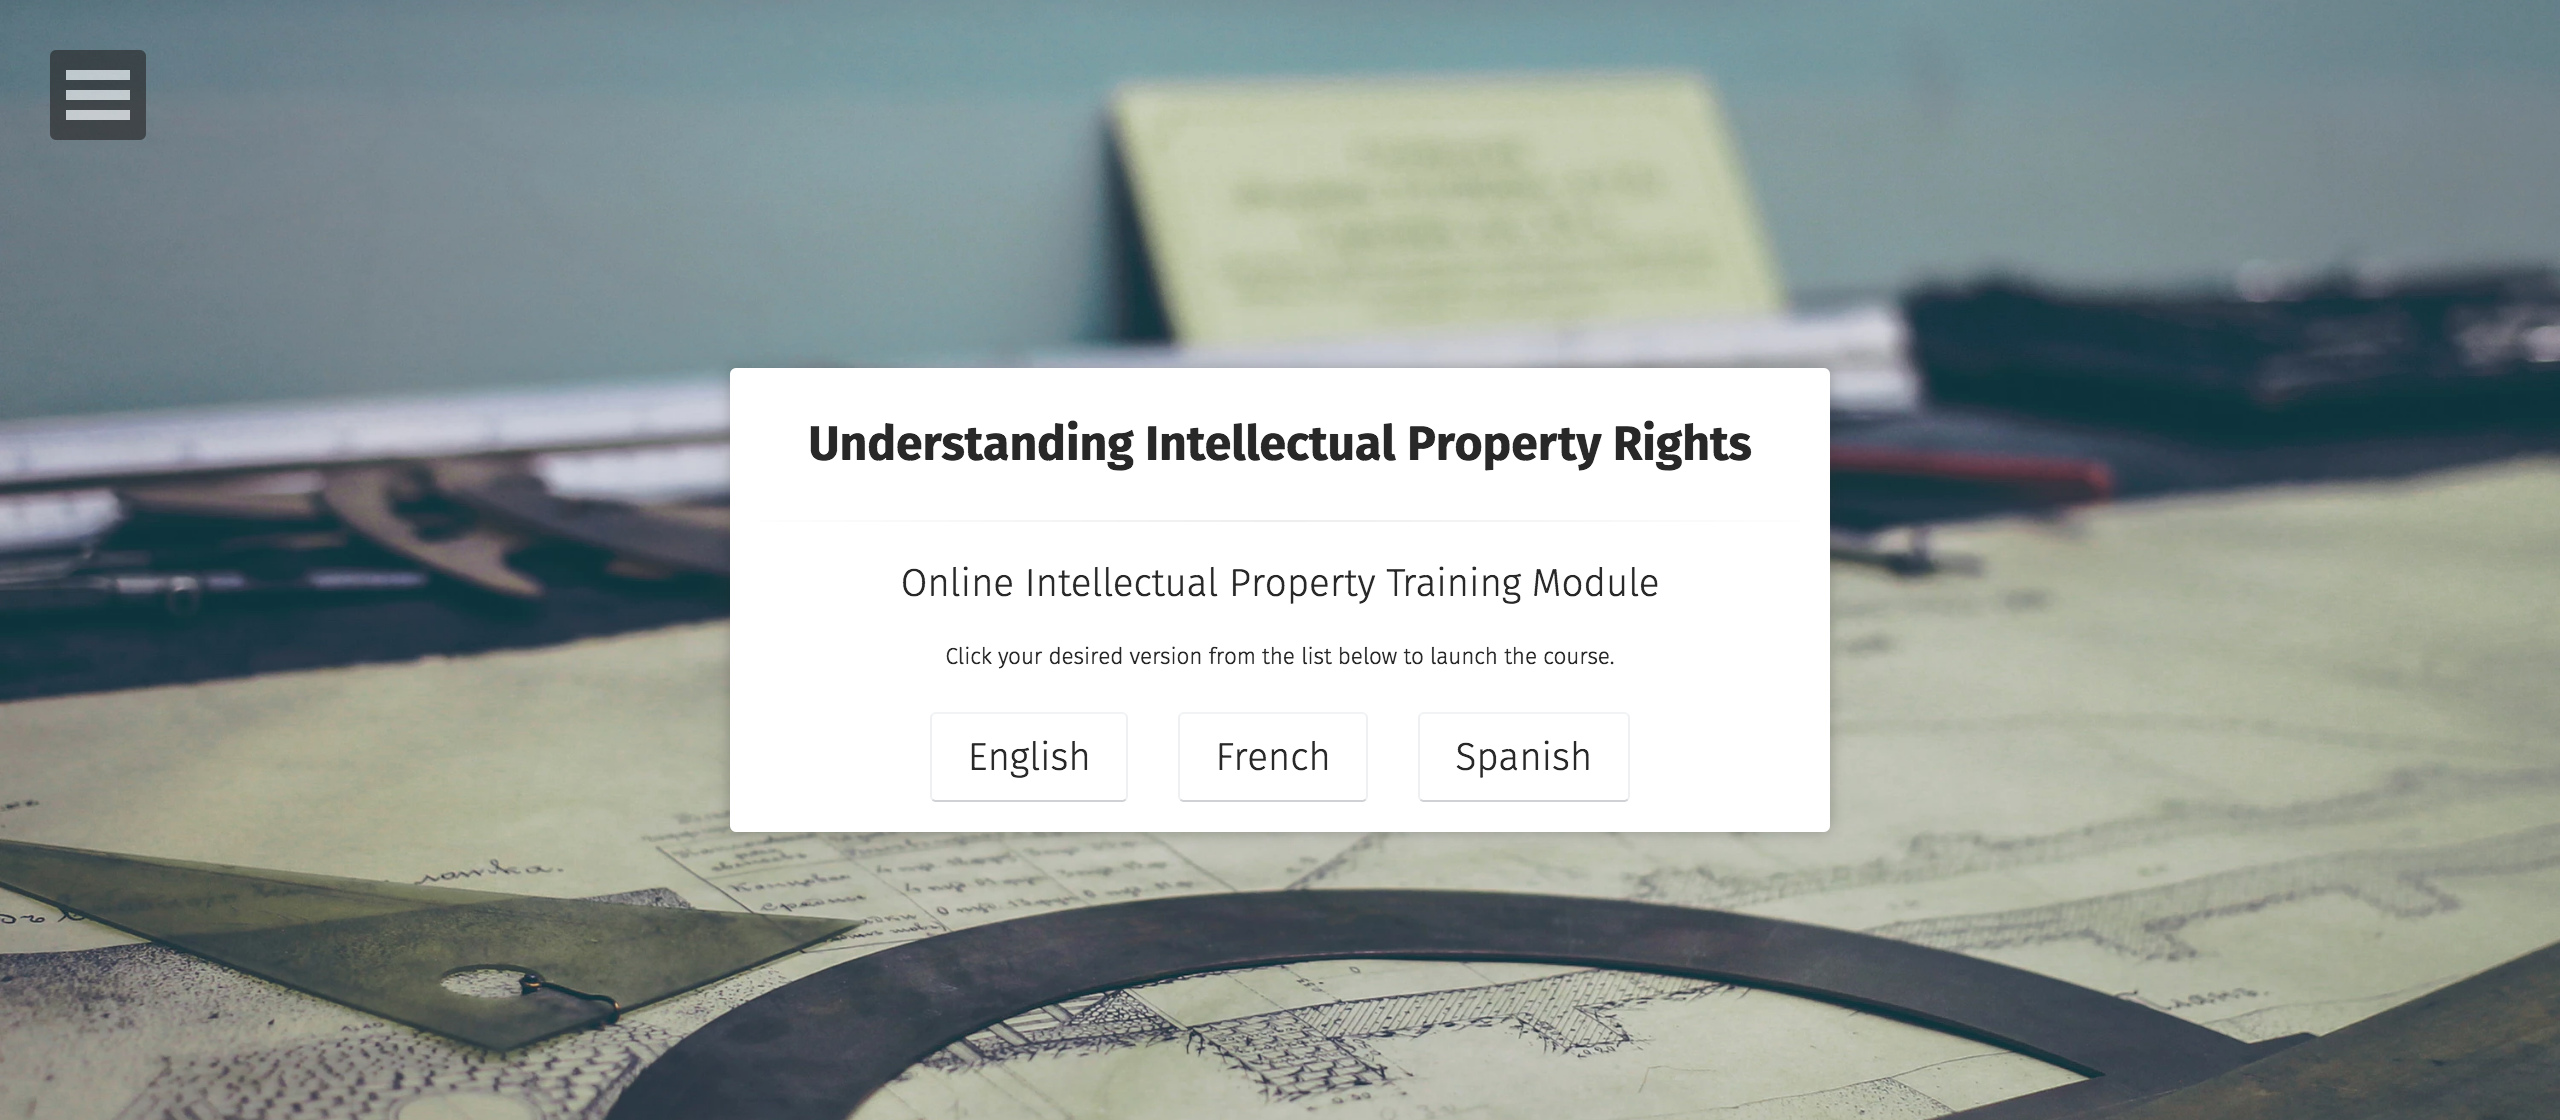 Understanding Intellectual Property Rights
Online Intellectual Property Training Module
Click your desired version from the list below to launch the course.
English
French
Spanish